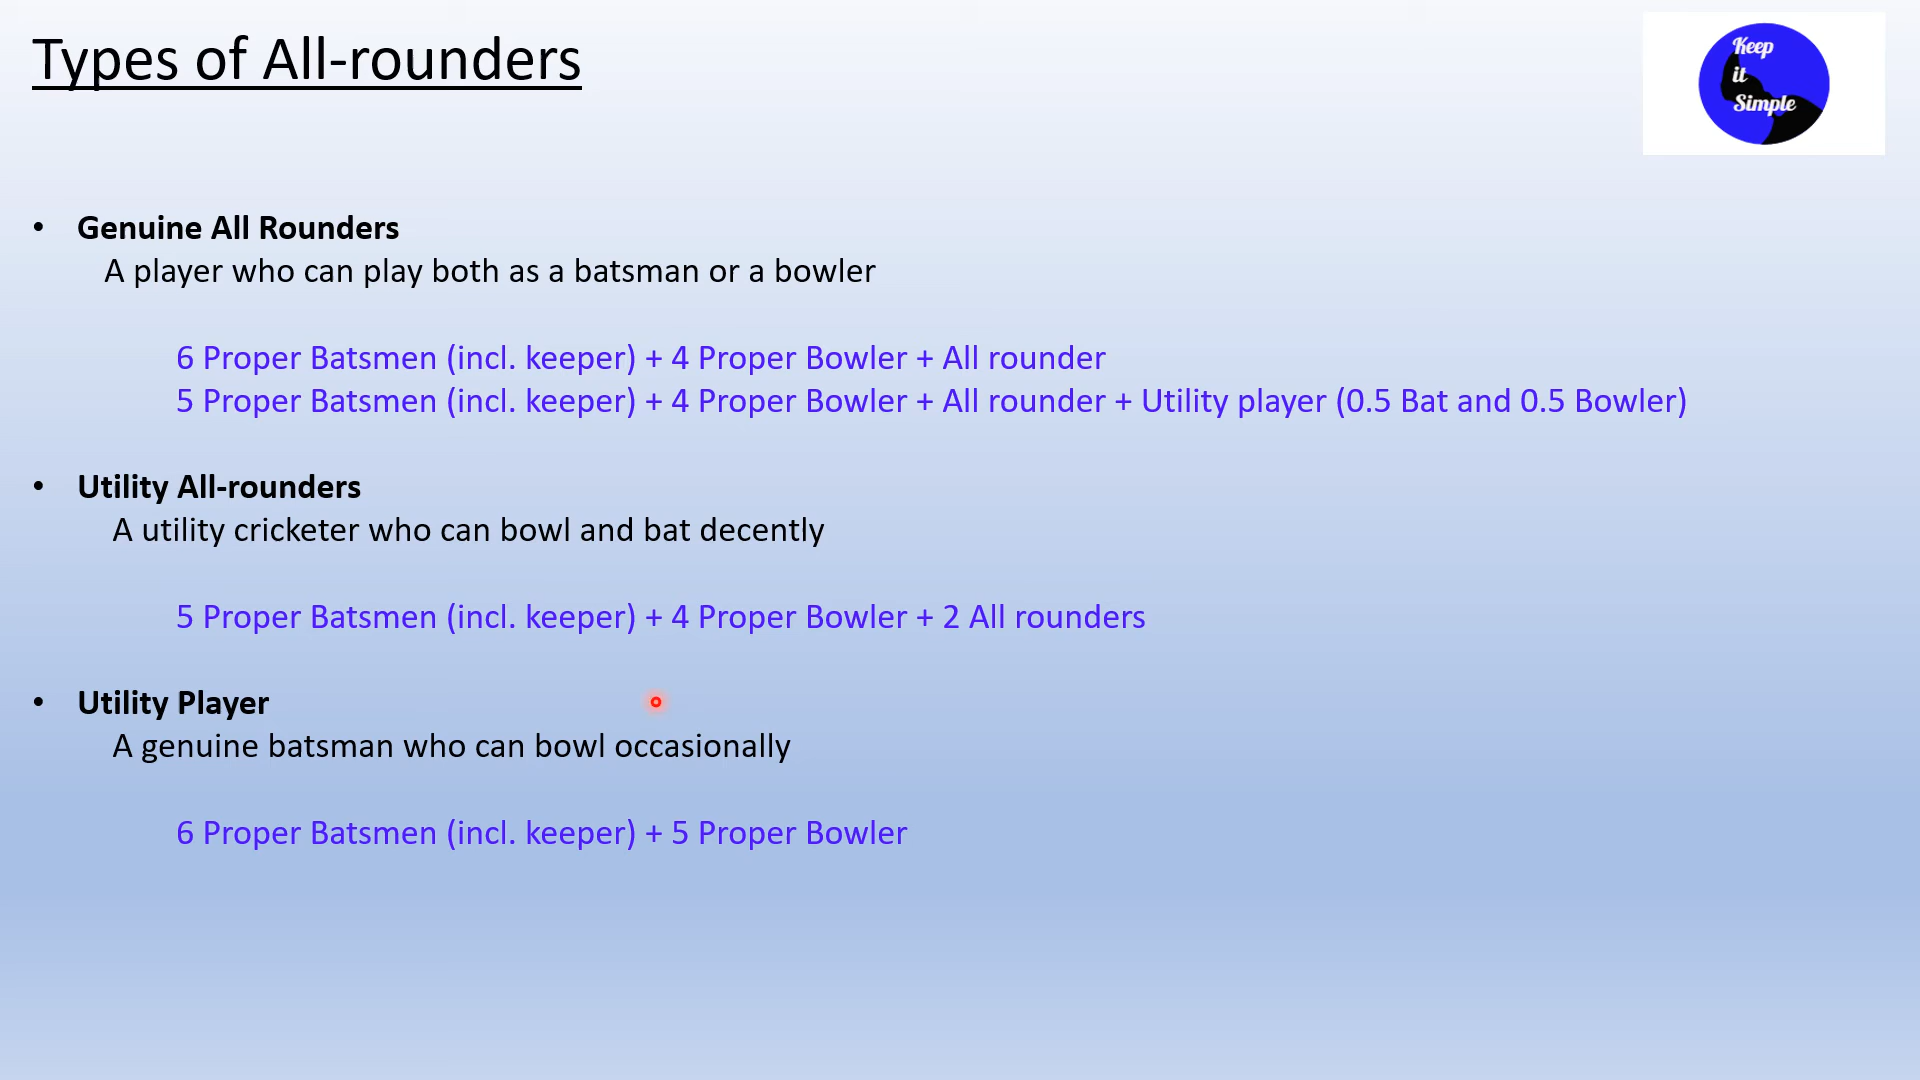 Types of All-rounders
Keep
it
Simple
• Genuine All Rounders
A player who can play both as a batsman or a bowler
6 Proper Batsmen (incl. keeper) + 4 Proper Bowler + All rounder
5 Proper Batsmen (incl. keeper) + 4 Proper Bowler + All rounder + Utility player (0.5 Bat and 0.5 Bowler)
• Utility All-rounders
A utility cricketer who can bowl and bat decently
5 Proper Batsmen (incl. keeper) + 4 Proper Bowler + 2 All rounders
• Utility Player
A genuine batsman who can bowl occasionally
6 Proper Batsmen (incl. keeper) + 5 Proper Bowler